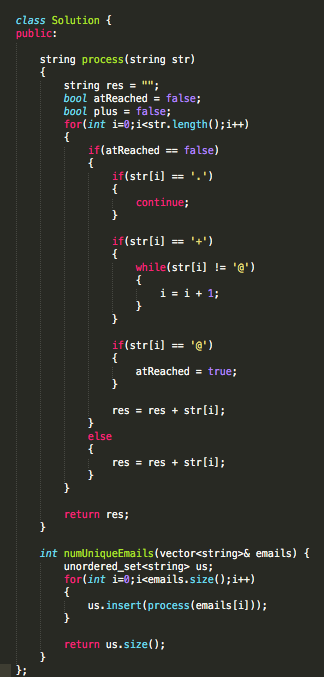 class Solution {
public:
    string process(string str)
    {
        string res = "";
        bool atReached = false;
        bool plus = false;
        for(int i=0;i<str.length();i++)
        {
            if(atReached == false)
            {
                if(str[i] == '.')
                {
                    continue;
                }
                if(str[i] == '+')
                {
                    while(str[i] != '@')
                    {
                        i = i + 1;
                    }
                }
                if(str[i] == '@')
                {
                    atReached = true;
                }
                res = res + str[i];
            }
            else
            {
                res = res + str[i];
            }
        }
        return res;
    }
    int numUniqueEmails(vector<string>& emails) {
        unordered_set<string> us;
        for(int i=0;i<emails.size();i++)
        {
            us.insert(process(emails[i]));
        }
        return us.size();
    }
};